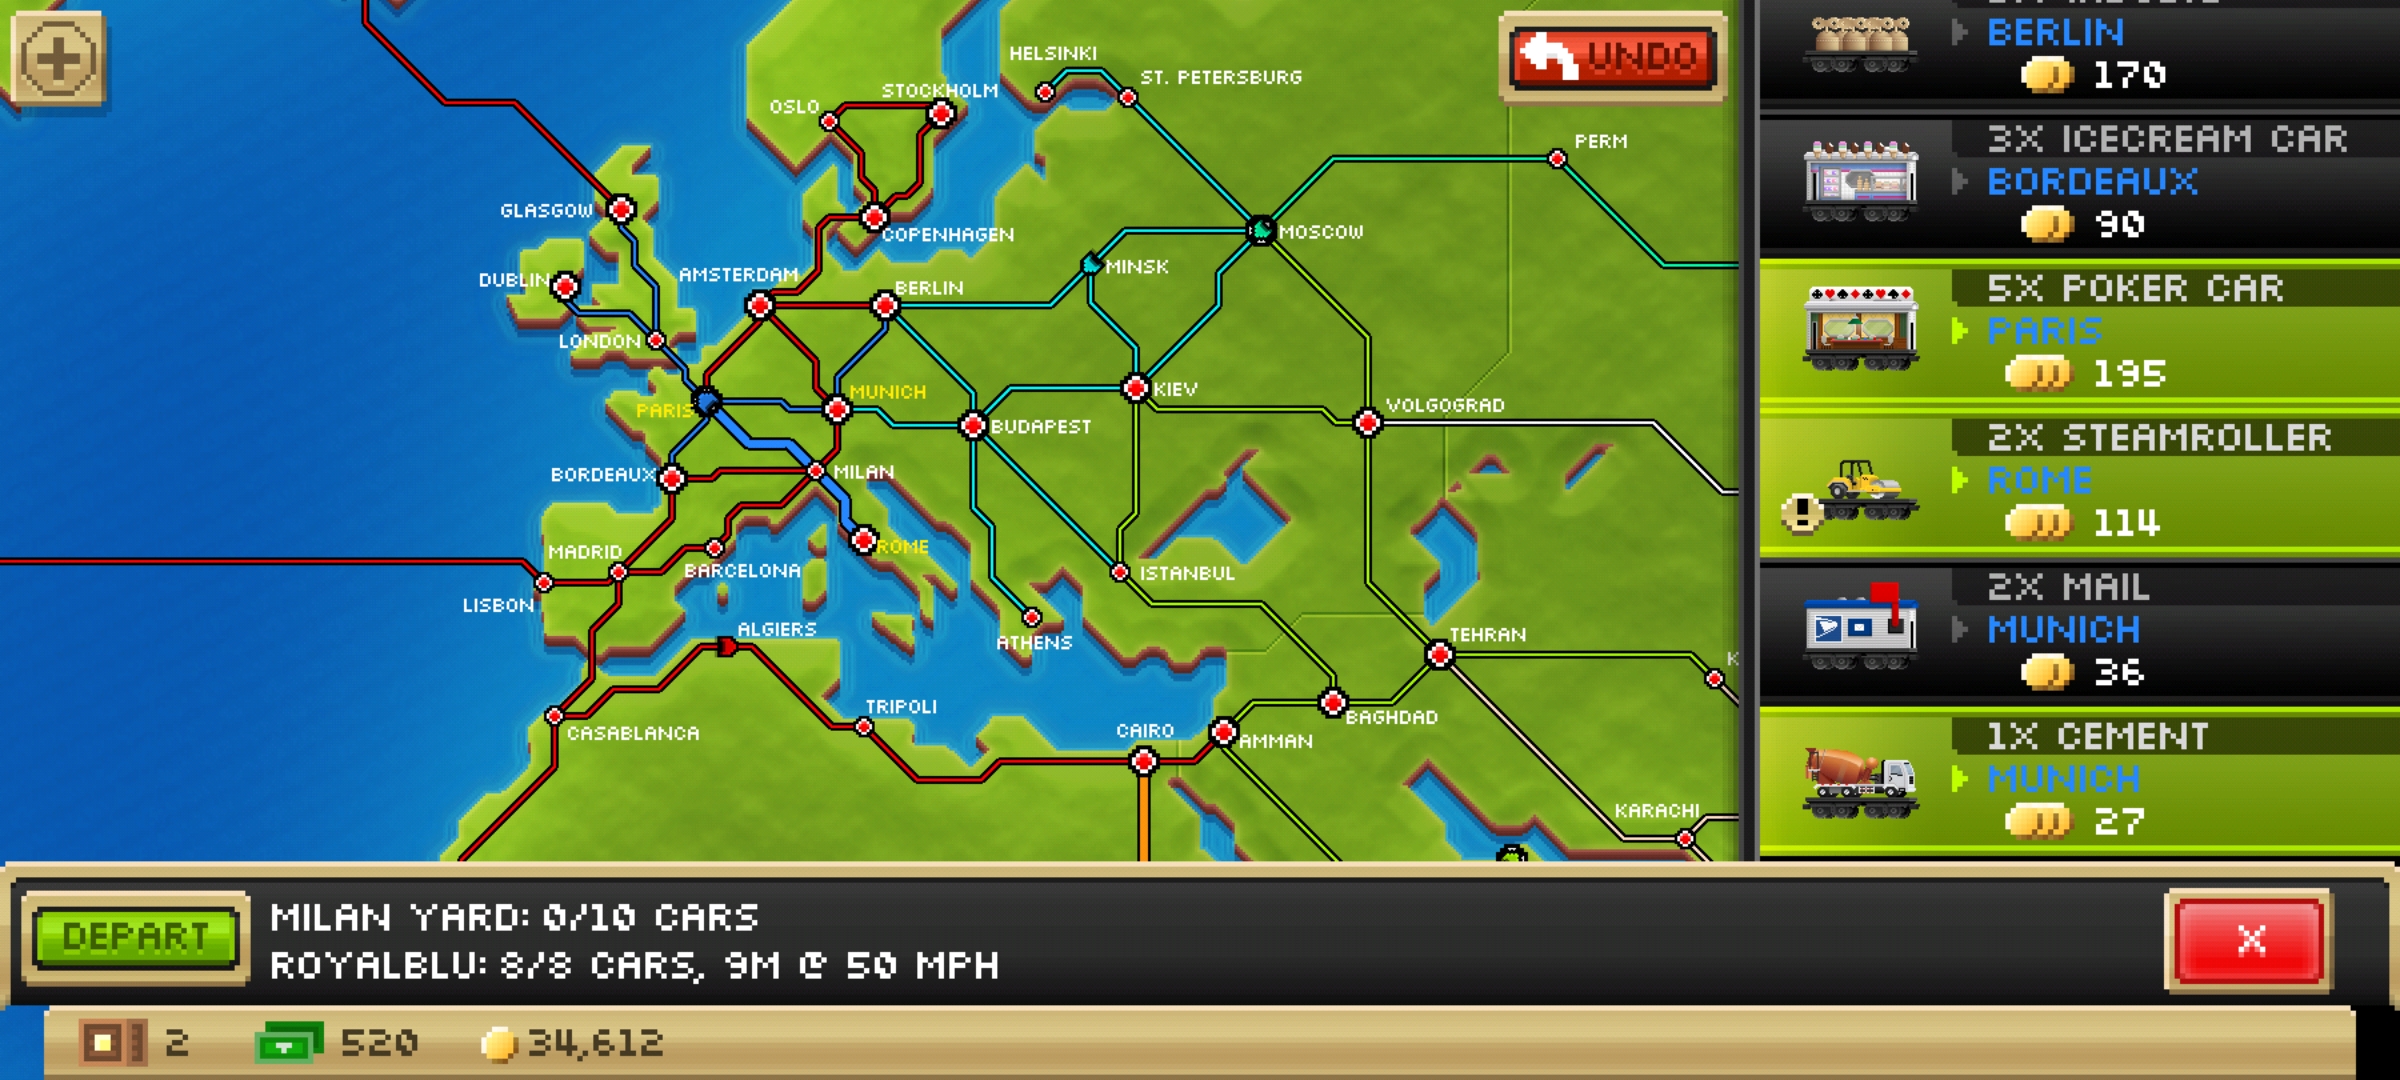 HELSINKI
ST. PETERSBURG
STOCKHOLM
OSLO
UNDO
PERM
GLASGOW
COPENHAGEN
MOSCOW
DUBLIN
AMSTERDAM
BERLIN
MINSK
LONDON
PARIS
MUNICH
KIEV
VOLGOGRAD
BUDAPEST
BORDEAUX
MILAN
MADRID
BARCELONA
ROME
ISTANBUL
LISBON
ALGIERS
ATHENS
TEHRAN
K
CASABLANCA
TRIPOLI
CAIRO
AMMAN
BAGHDAD
KARACHI
BERLIN
170
3X ICECREAM CAR
BORDEAUX
90
5X POKER CAR
PARIS
195
2X STEAMROLLER
ROME
114
2X MAIL
MUNICH
36
1X CEMENT
MUNICH
27
DEPART
MILAN YARD: 0/10 CARS
ROYALBLU: 8/8 CARS, 9M @ 50 MPH
X
2
520
34,612